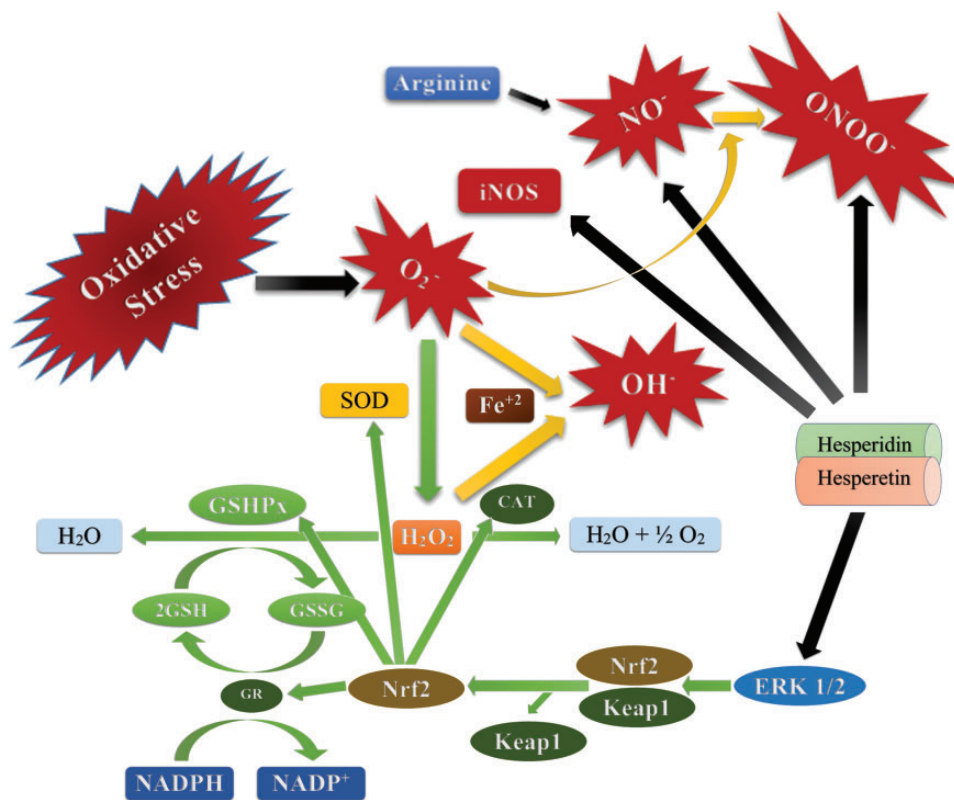 Arginine
NO⁻
ONOO⁻
iNOS
Oxidative
Stress
O₂⁻
SOD
Fe⁺²
OH⁻
Hesperidin
Hesperetin
GSHPx
CAT
H₂O
H₂O₂
H₂O + ½ O₂
2GSH
GSSG
Nrf2
GR
Nrf2
Keap1
ERK 1/2
Keap1
NADPH
NADP⁺